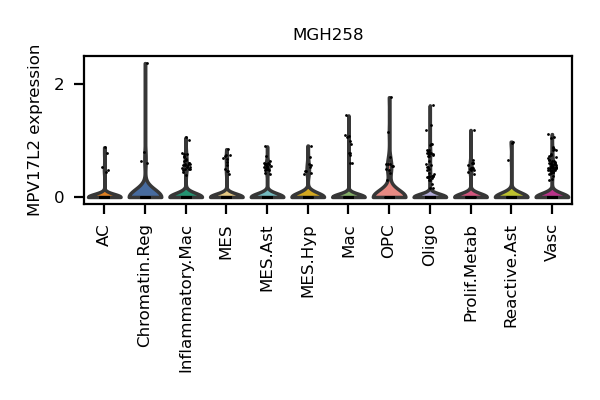 MGH258
MPV17L2 expression
2
0
AC
Chromatin.Reg
Inflammatory.Mac
MES
MES.Ast
MES.Hyp
Mac
OPC
Oligo
Prolif.Metab
Reactive.Ast
Vasc